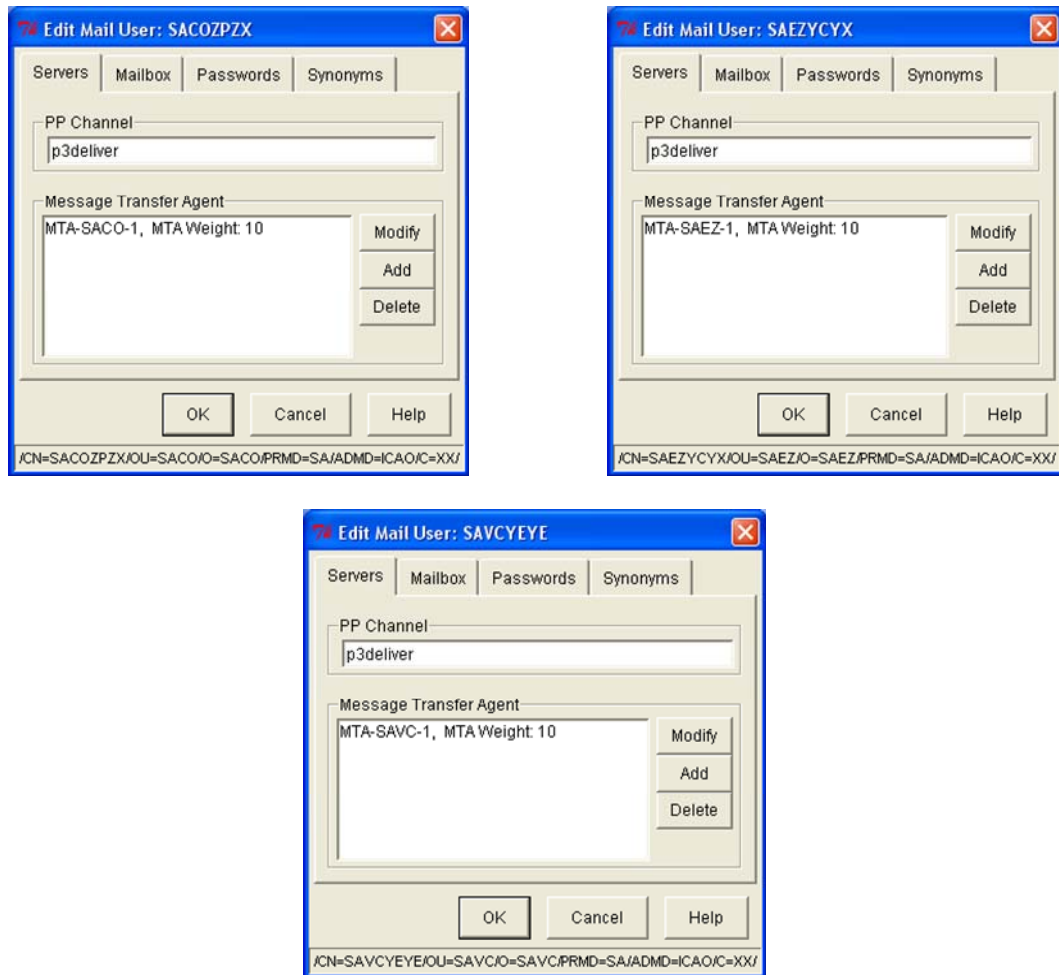 Edit Mail User: SACOZPZX
Servers Mailbox Passwords Synonyms
PP Channel
p3deliver
Message Transfer Agent
MTA-SACO-1, MTA Weight: 10
Modify
Add
Delete
OK Cancel Help
/CN=SACOZPZX/OU=SACO/O=SACO/PRMD=SA/ADMD=ICAO/C=XX/
Edit Mail User: SAEZYCYX
Servers Mailbox Passwords Synonyms
PP Channel
p3deliver
Message Transfer Agent
MTA-SAEZ-1, MTA Weight: 10
Modify
Add
Delete
OK Cancel Help
/CN=SAEZYCYX/OU=SAEZ/O=SAEZ/PRMD=SA/ADMD=ICAO/C=XX/
Edit Mail User: SAVCYEYE
Servers Mailbox Passwords Synonyms
PP Channel
p3deliver
Message Transfer Agent
MTA-SAVC-1, MTA Weight: 10
Modify
Add
Delete
OK Cancel Help
/CN=SAVCYEYE/OU=SAVC/O=SAVC/PRMD=SA/ADMD=ICAO/C=XX/